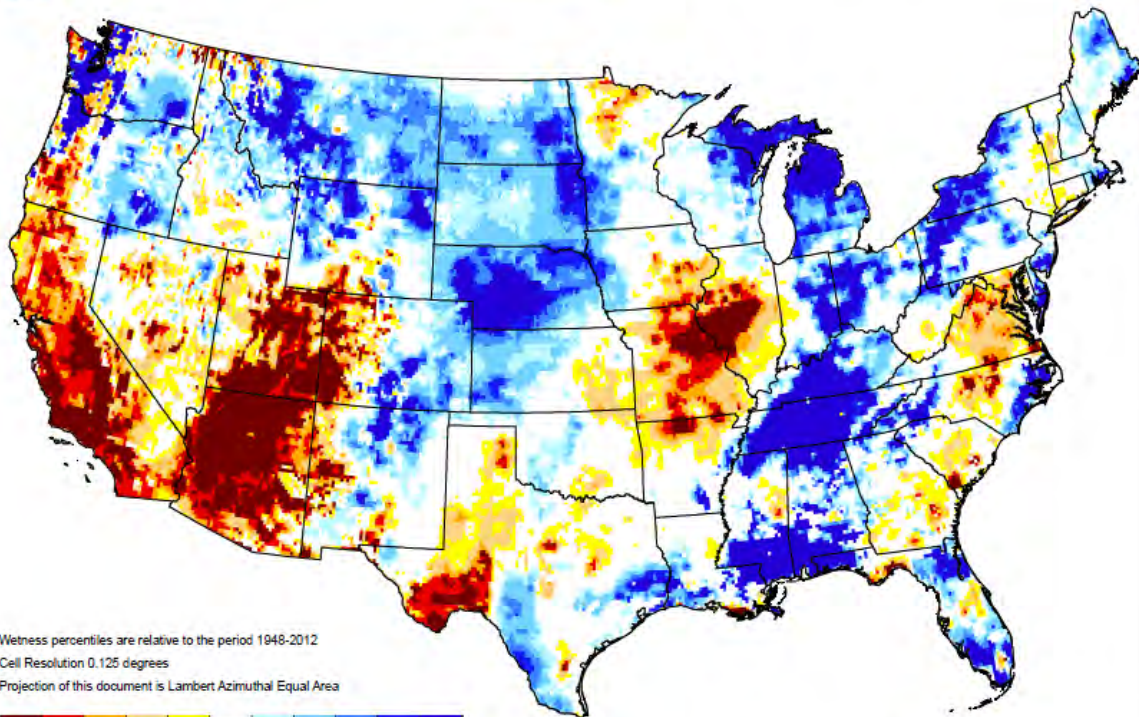 Wetness percentiles are relative to the period 1948-2012
Cell Resolution 0.125 degrees
Projection of this document is Lambert Azimuthal Equal Area